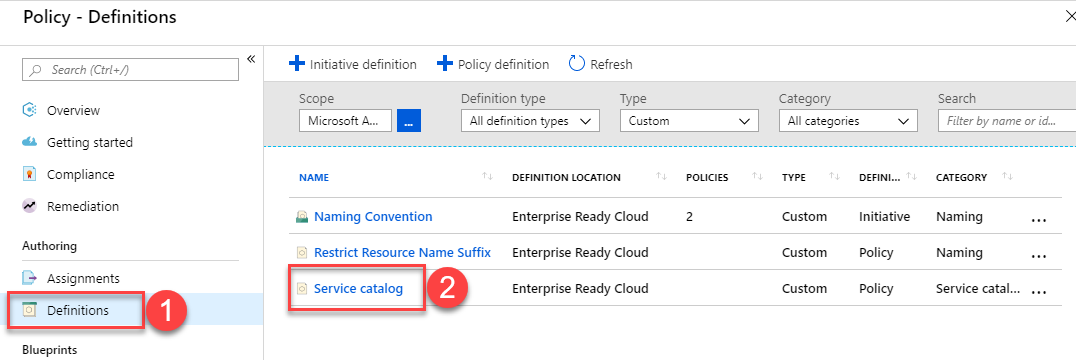 Policy - Definitions
Search (Ctrl+/)
Overview
Getting started
Compliance
Remediation
Authoring
Assignments
Definitions
1
Blueprints
Initiative definition Policy definition Refresh
Scope Definition type Type Category Search
Microsoft A... ... All definition types Custom All categories Filter by name or id...
NAME DEFINITION LOCATION POLICIES TYPE DEFINI... CATEGORY
Naming Convention Enterprise Ready Cloud 2 Custom Initiative Naming ...
Restrict Resource Name Suffix Enterprise Ready Cloud Custom Policy Naming ...
Service catalog 2 Enterprise Ready Cloud Custom Policy Service catal... ...